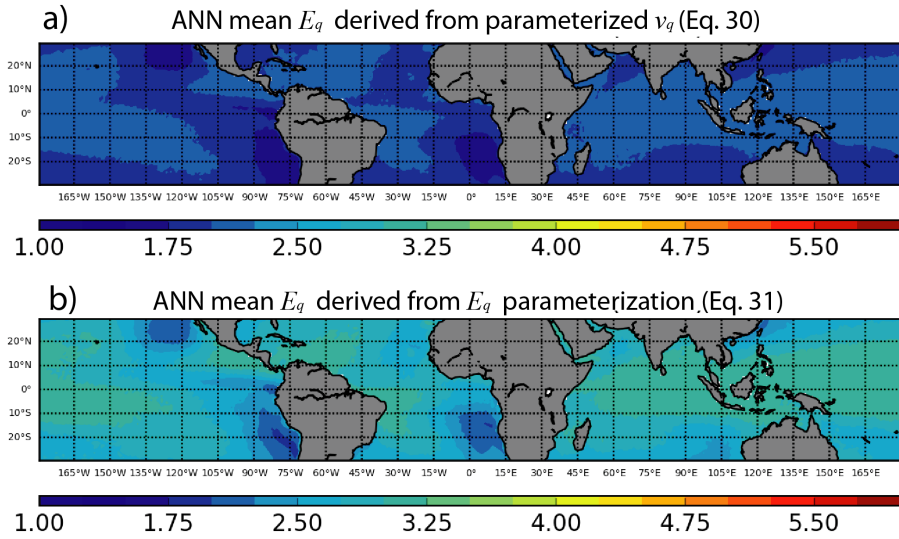 a) ANN mean E_q derived from parameterized v_q (Eq. 30)
20°N
10°N
0°
10°S
20°S
165°W 150°W 135°W 120°W 105°W 90°W 75°W 60°W 45°W 30°W 15°W 0° 15°E 30°E 45°E 60°E 75°E 90°E 105°E 120°E 135°E 150°E 165°E
1.00 1.75 2.50 3.25 4.00 4.75 5.50
b) ANN mean E_q derived from E_q parameterization (Eq. 31)
20°N
10°N
0°
10°S
20°S
165°W 150°W 135°W 120°W 105°W 90°W 75°W 60°W 45°W 30°W 15°W 0° 15°E 30°E 45°E 60°E 75°E 90°E 105°E 120°E 135°E 150°E 165°E
1.00 1.75 2.50 3.25 4.00 4.75 5.50